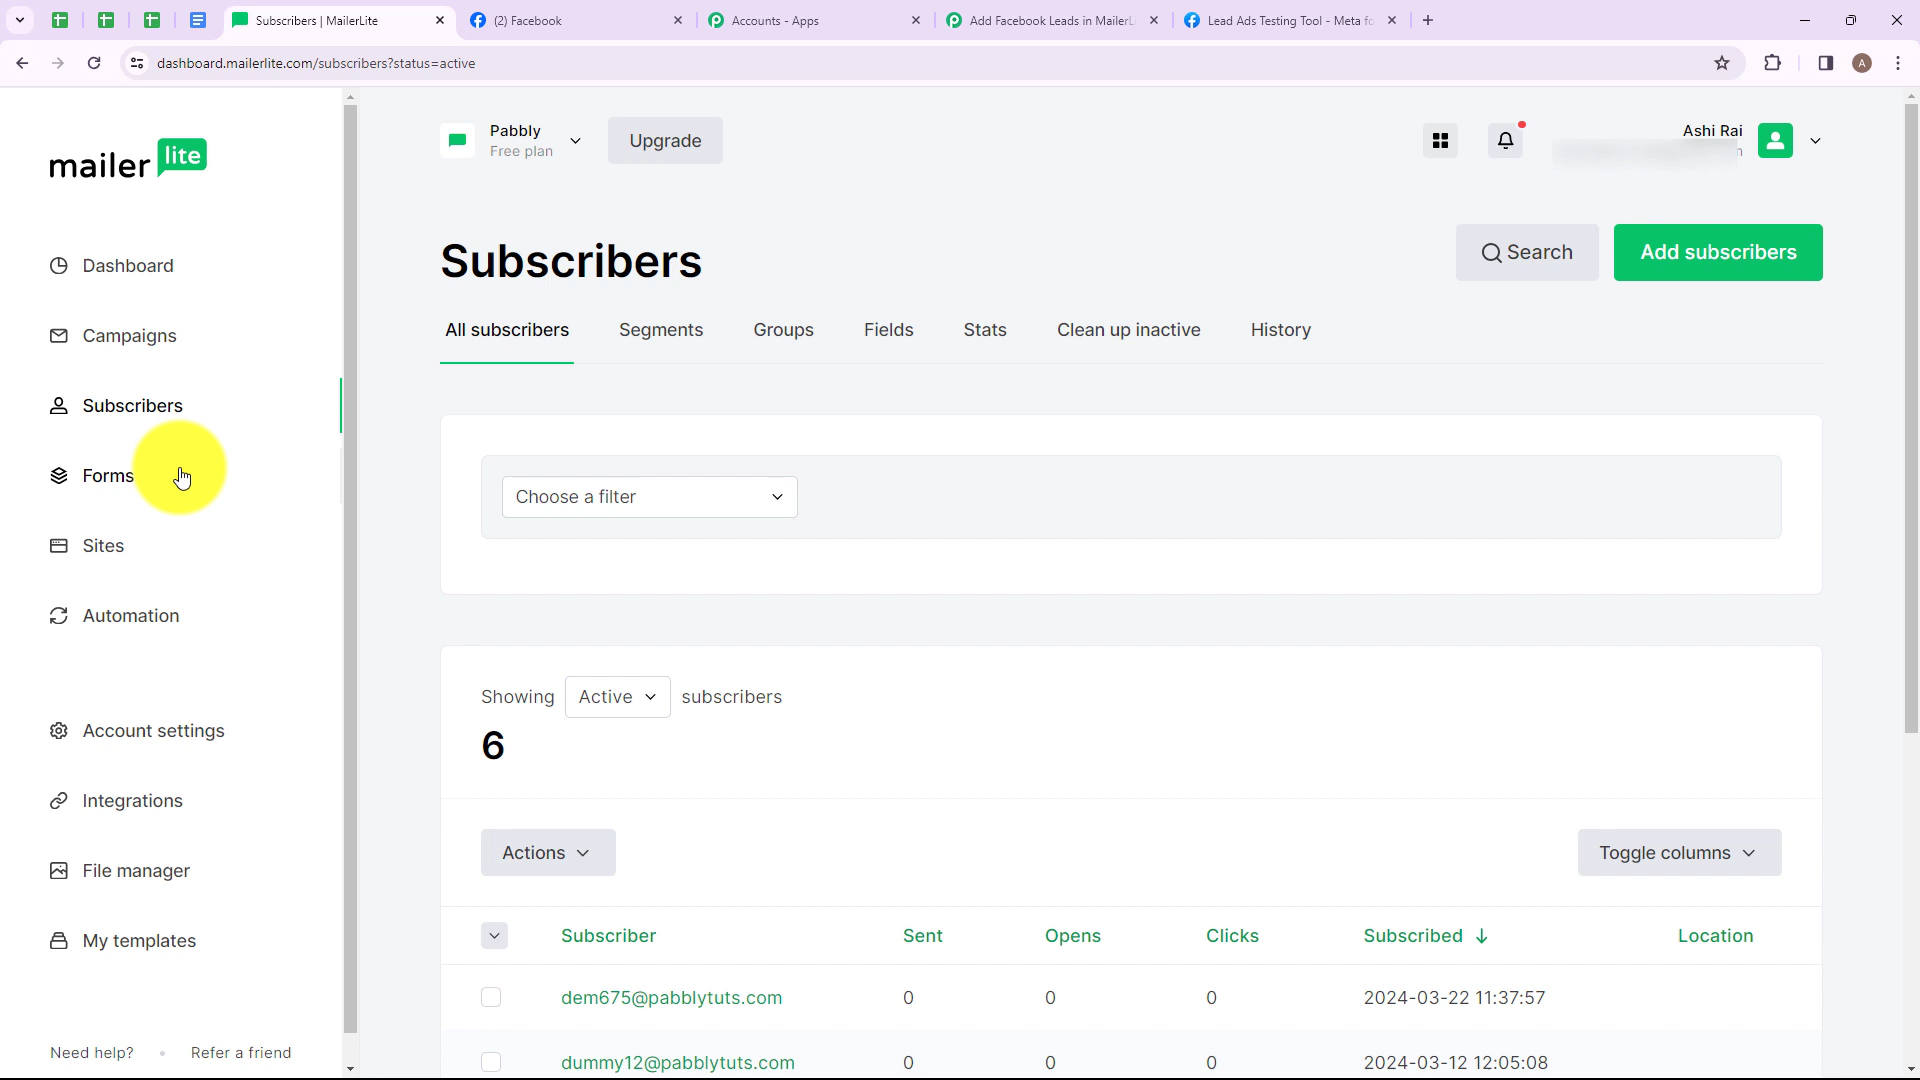 Subscribers | MailerLite
(2) Facebook
Accounts - Apps
Add Facebook Leads in MailerL
Lead Ads Testing Tool - Meta fo
dashboard.mailerlite.com/subscribers?status=active
A
mailer lite
Pabbly
Free plan
Upgrade
Ashi Rai
Dashboard
Campaigns
Subscribers
Forms
Sites
Automation
Account settings
Integrations
File manager
My templates
Need help?
Refer a friend
Subscribers
Search
Add subscribers
All subscribers
Segments
Groups
Fields
Stats
Clean up inactive
History
Choose a filter
Showing Active subscribers
6
Actions
Toggle columns
Subscriber Sent Opens Clicks Subscribed Location
dem675@pabblytuts.com 0 0 0 2024-03-22 11:37:57
dummy12@pabblytuts.com 0 0 0 2024-03-12 12:05:08